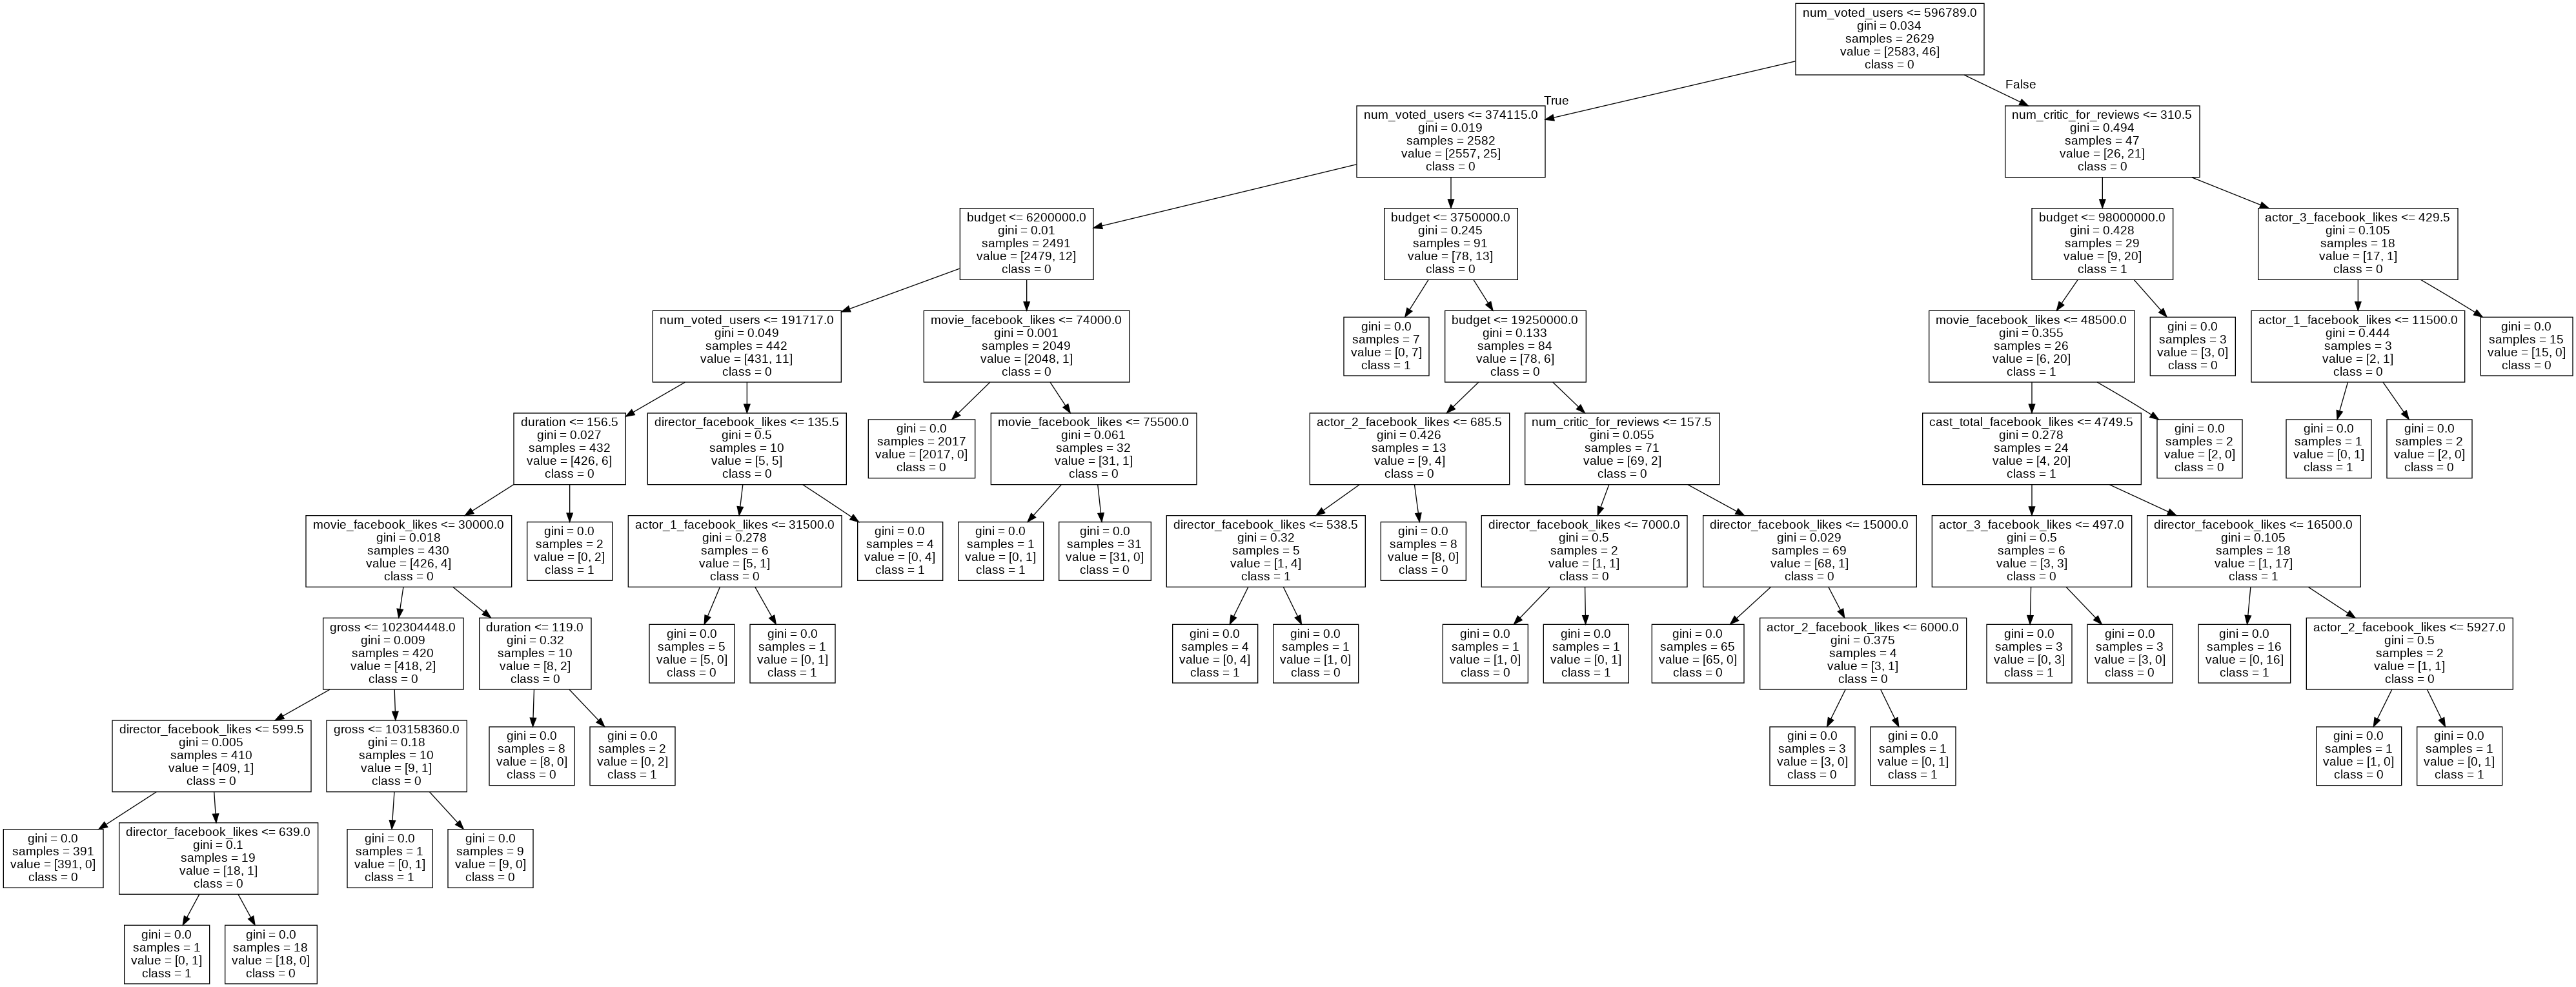 num_voted_users <= 596789.0
gini = 0.034
samples = 2629
value = [2583, 46]
class = 0
True
False
num_voted_users <= 374115.0
gini = 0.019
samples = 2582
value = [2557, 25]
class = 0
num_critic_for_reviews <= 310.5
gini = 0.494
samples = 47
value = [26, 21]
class = 0
budget <= 6200000.0
gini = 0.01
samples = 2491
value = [2479, 12]
class = 0
budget <= 3750000.0
gini = 0.245
samples = 91
value = [78, 13]
class = 0
budget <= 98000000.0
gini = 0.428
samples = 29
value = [9, 20]
class = 1
actor_3_facebook_likes <= 429.5
gini = 0.105
samples = 18
value = [17, 1]
class = 0
num_voted_users <= 191717.0
gini = 0.049
samples = 442
value = [431, 11]
class = 0
movie_facebook_likes <= 74000.0
gini = 0.001
samples = 2049
value = [2048, 1]
class = 0
gini = 0.0
samples = 7
value = [0, 7]
class = 1
budget <= 19250000.0
gini = 0.133
samples = 84
value = [78, 6]
class = 0
movie_facebook_likes <= 48500.0
gini = 0.355
samples = 26
value = [6, 20]
class = 1
gini = 0.0
samples = 3
value = [3, 0]
class = 0
actor_1_facebook_likes <= 11500.0
gini = 0.444
samples = 3
value = [2, 1]
class = 0
gini = 0.0
samples = 15
value = [15, 0]
class = 0
duration <= 156.5
gini = 0.027
samples = 432
value = [426, 6]
class = 0
director_facebook_likes <= 135.5
gini = 0.5
samples = 10
value = [5, 5]
class = 0
gini = 0.0
samples = 2017
value = [2017, 0]
class = 0
movie_facebook_likes <= 75500.0
gini = 0.061
samples = 32
value = [31, 1]
class = 0
actor_2_facebook_likes <= 685.5
gini = 0.426
samples = 13
value = [9, 4]
class = 0
num_critic_for_reviews <= 157.5
gini = 0.055
samples = 71
value = [69, 2]
class = 0
cast_total_facebook_likes <= 4749.5
gini = 0.278
samples = 24
value = [4, 20]
class = 1
gini = 0.0
samples = 2
value = [2, 0]
class = 0
gini = 0.0
samples = 1
value = [0, 1]
class = 1
gini = 0.0
samples = 2
value = [2, 0]
class = 0
movie_facebook_likes <= 30000.0
gini = 0.018
samples = 430
value = [426, 4]
class = 0
gini = 0.0
samples = 2
value = [0, 2]
class = 1
actor_1_facebook_likes <= 31500.0
gini = 0.278
samples = 6
value = [5, 1]
class = 0
gini = 0.0
samples = 4
value = [0, 4]
class = 1
gini = 0.0
samples = 1
value = [0, 1]
class = 1
gini = 0.0
samples = 31
value = [31, 0]
class = 0
director_facebook_likes <= 538.5
gini = 0.32
samples = 5
value = [1, 4]
class = 1
gini = 0.0
samples = 8
value = [8, 0]
class = 0
director_facebook_likes <= 7000.0
gini = 0.5
samples = 2
value = [1, 1]
class = 0
director_facebook_likes <= 15000.0
gini = 0.029
samples = 69
value = [68, 1]
class = 0
actor_3_facebook_likes <= 497.0
gini = 0.5
samples = 6
value = [3, 3]
class = 0
director_facebook_likes <= 16500.0
gini = 0.105
samples = 18
value = [1, 17]
class = 1
gross <= 102304448.0
gini = 0.009
samples = 420
value = [418, 2]
class = 0
duration <= 119.0
gini = 0.32
samples = 10
value = [8, 2]
class = 0
gini = 0.0
samples = 5
value = [5, 0]
class = 0
gini = 0.0
samples = 1
value = [0, 1]
class = 1
gini = 0.0
samples = 4
value = [0, 4]
class = 1
gini = 0.0
samples = 1
value = [1, 0]
class = 0
gini = 0.0
samples = 1
value = [1, 0]
class = 0
gini = 0.0
samples = 1
value = [0, 1]
class = 1
gini = 0.0
samples = 65
value = [65, 0]
class = 0
actor_2_facebook_likes <= 6000.0
gini = 0.375
samples = 4
value = [3, 1]
class = 0
gini = 0.0
samples = 3
value = [0, 3]
class = 1
gini = 0.0
samples = 3
value = [3, 0]
class = 0
gini = 0.0
samples = 16
value = [0, 16]
class = 1
actor_2_facebook_likes <= 5927.0
gini = 0.5
samples = 2
value = [1, 1]
class = 0
director_facebook_likes <= 599.5
gini = 0.005
samples = 410
value = [409, 1]
class = 0
gross <= 103158360.0
gini = 0.18
samples = 10
value = [9, 1]
class = 0
gini = 0.0
samples = 8
value = [8, 0]
class = 0
gini = 0.0
samples = 2
value = [0, 2]
class = 1
gini = 0.0
samples = 3
value = [3, 0]
class = 0
gini = 0.0
samples = 1
value = [0, 1]
class = 1
gini = 0.0
samples = 1
value = [1, 0]
class = 0
gini = 0.0
samples = 1
value = [0, 1]
class = 1
gini = 0.0
samples = 391
value = [391, 0]
class = 0
director_facebook_likes <= 639.0
gini = 0.1
samples = 19
value = [18, 1]
class = 0
gini = 0.0
samples = 1
value = [0, 1]
class = 1
gini = 0.0
samples = 9
value = [9, 0]
class = 0
gini = 0.0
samples = 1
value = [0, 1]
class = 1
gini = 0.0
samples = 18
value = [18, 0]
class = 0